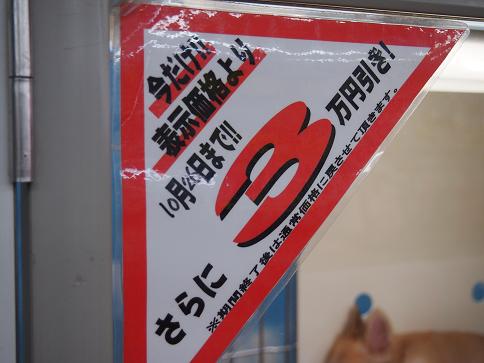 今だけ!!
表示価格より
10月26日まで!!
さらに
3万円引き!
※期間終了後は通常価格に戻させて頂きます。